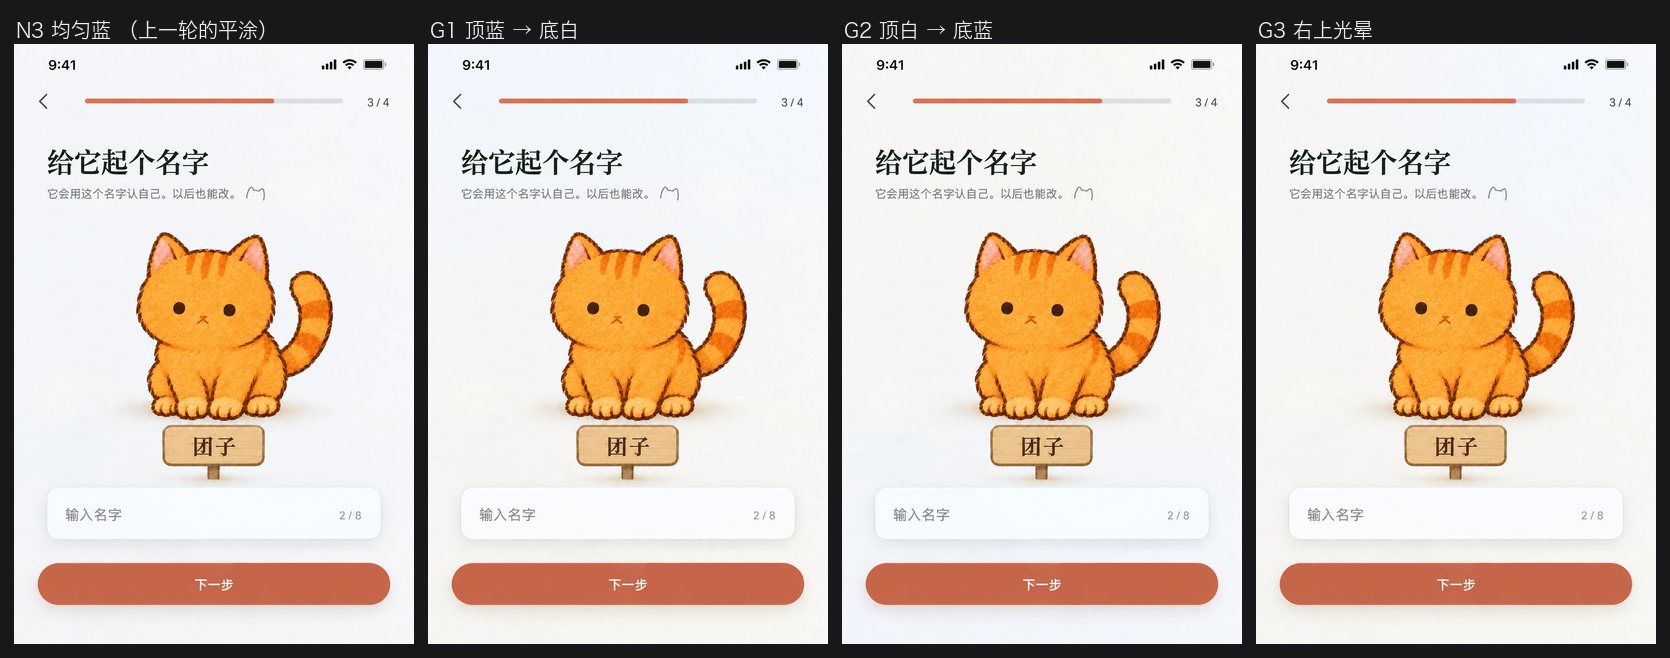 N3 均匀蓝 （上一轮的平涂）
9:41
3 / 4
给它起个名字
它会用这个名字认自己。以后也能改。
团子
输入名字
2 / 8
下一步
G1 顶蓝 → 底白
9:41
3 / 4
给它起个名字
它会用这个名字认自己。以后也能改。
团子
输入名字
2 / 8
下一步
G2 顶白 → 底蓝
9:41
3 / 4
给它起个名字
它会用这个名字认自己。以后也能改。
团子
输入名字
2 / 8
下一步
G3 右上光晕
9:41
3 / 4
给它起个名字
它会用这个名字认自己。以后也能改。
团子
输入名字
2 / 8
下一步